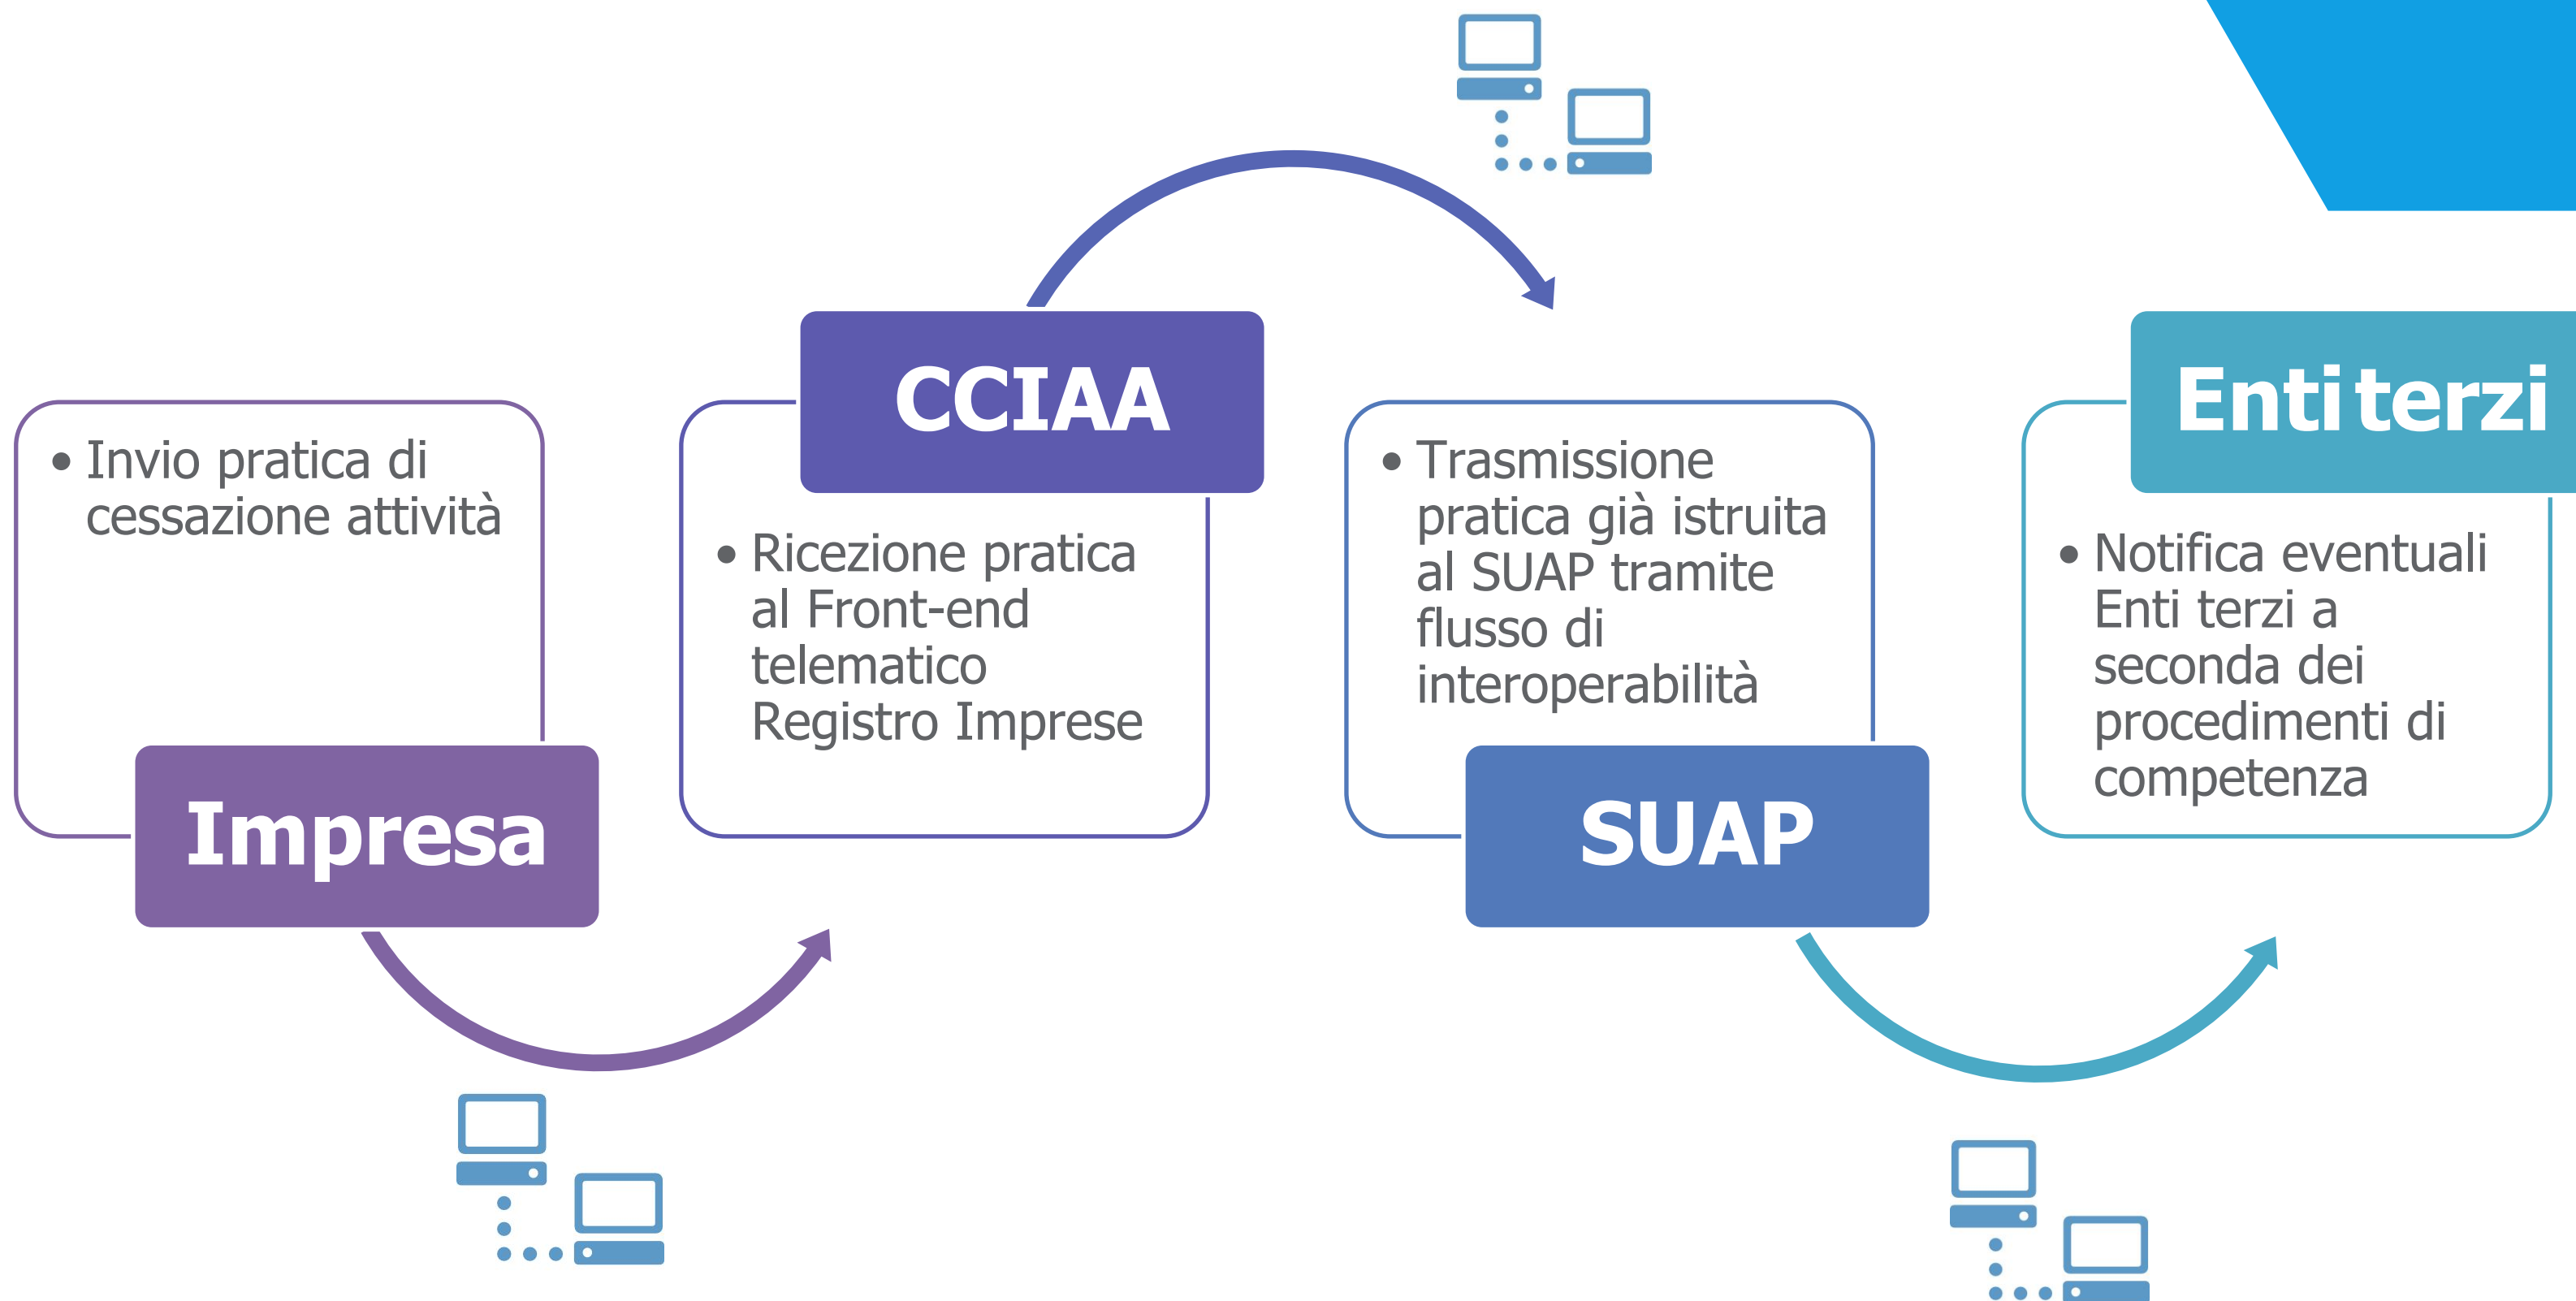 • Invio pratica di
cessazione attività
Impresa
CCIAA
• Ricezione pratica
al Front-end
telematico
Registro Imprese
• Trasmissione
pratica già istruita
al SUAP tramite
flusso di
interoperabilità
SUAP
Enti terzi
• Notifica eventuali
Enti terzi a
seconda dei
procedimenti di
competenza